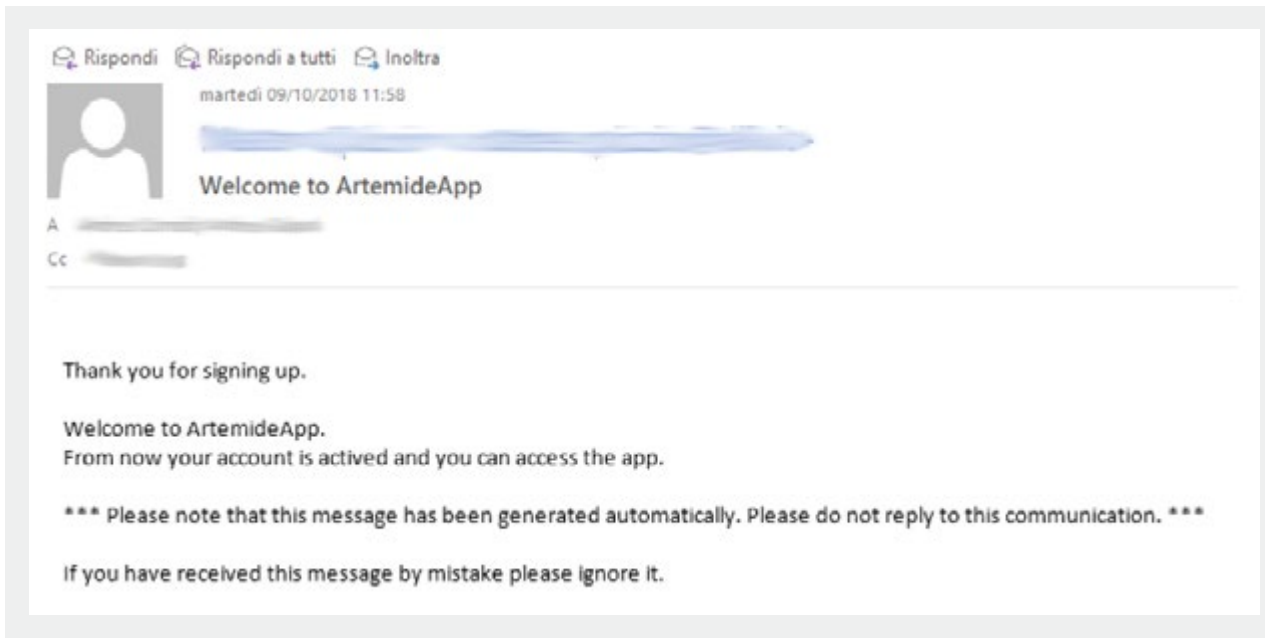 Rispondi Rispondi a tutti Inoltra
martedì 09/10/2018 11:58
Welcome to ArtemideApp
A
Cc
Thank you for signing up.
Welcome to ArtemideApp.
From now your account is actived and you can access the app.
*** Please note that this message has been generated automatically. Please do not reply to this communication. ***
If you have received this message by mistake please ignore it.